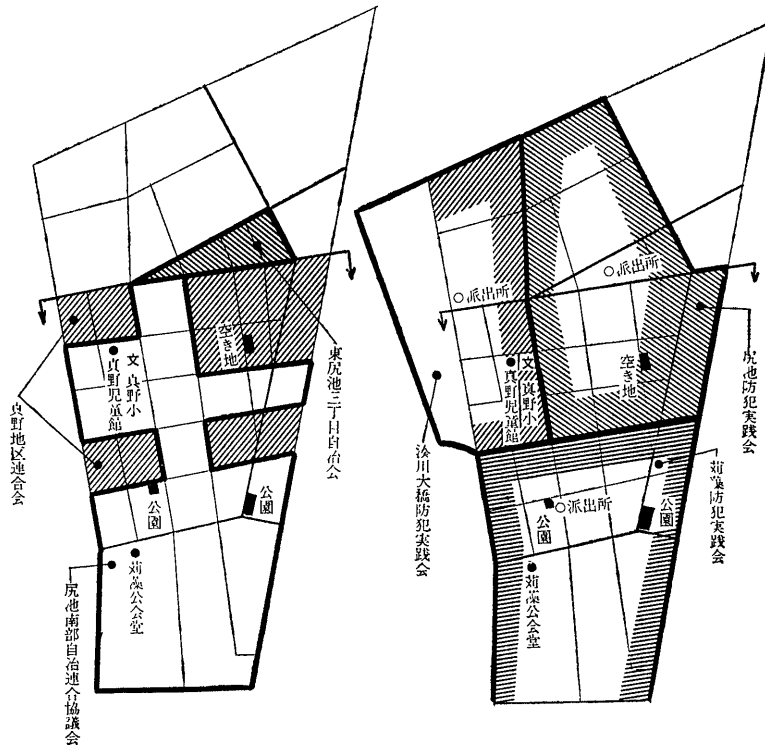 空き地
文 真野小
真野児童館
東尻池三丁目自治会
真野地区連合会
公園
公園
苅藻公会堂
尻池南部自治連合協議会
派出所
派出所
空き地
文 真野小
真野児童館
尻池防犯実践会
湊川大橋防犯実践会
苅藻防犯実践会
公園
公園
派出所
苅藻公会堂